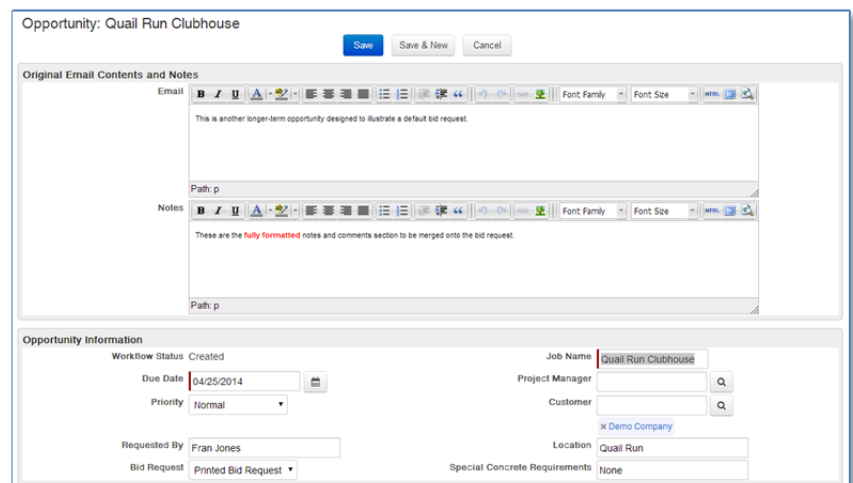 Opportunity: Quail Run Clubhouse
Save Save & New Cancel
Original Email Contents and Notes
Email B I U A ab Font Family Font Size HTML
This is another longer-term opportunity designed to illustrate a default bid request.
Path: p
Notes B I U A ab Font Family Font Size HTML
These are the fully formatted notes and comments section to be merged onto the bid request.
Path: p
Opportunity Information
Workflow Status Created Job Name Quail Run Clubhouse
Due Date 04/25/2014 Project Manager
Priority Normal Customer
× Demo Company
Requested By Fran Jones Location Quail Run
Bid Request Printed Bid Request Special Concrete Requirements None